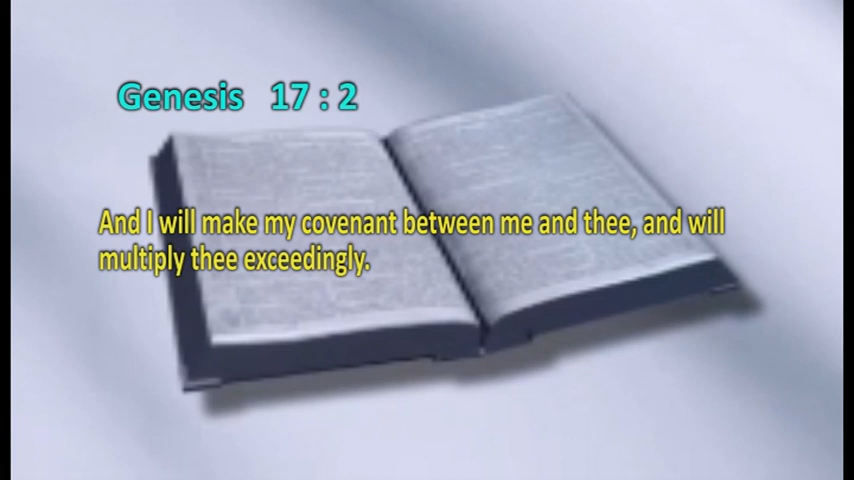 Genesis 17 : 2
And I will make my covenant between me and thee, and will
multiply thee exceedingly.